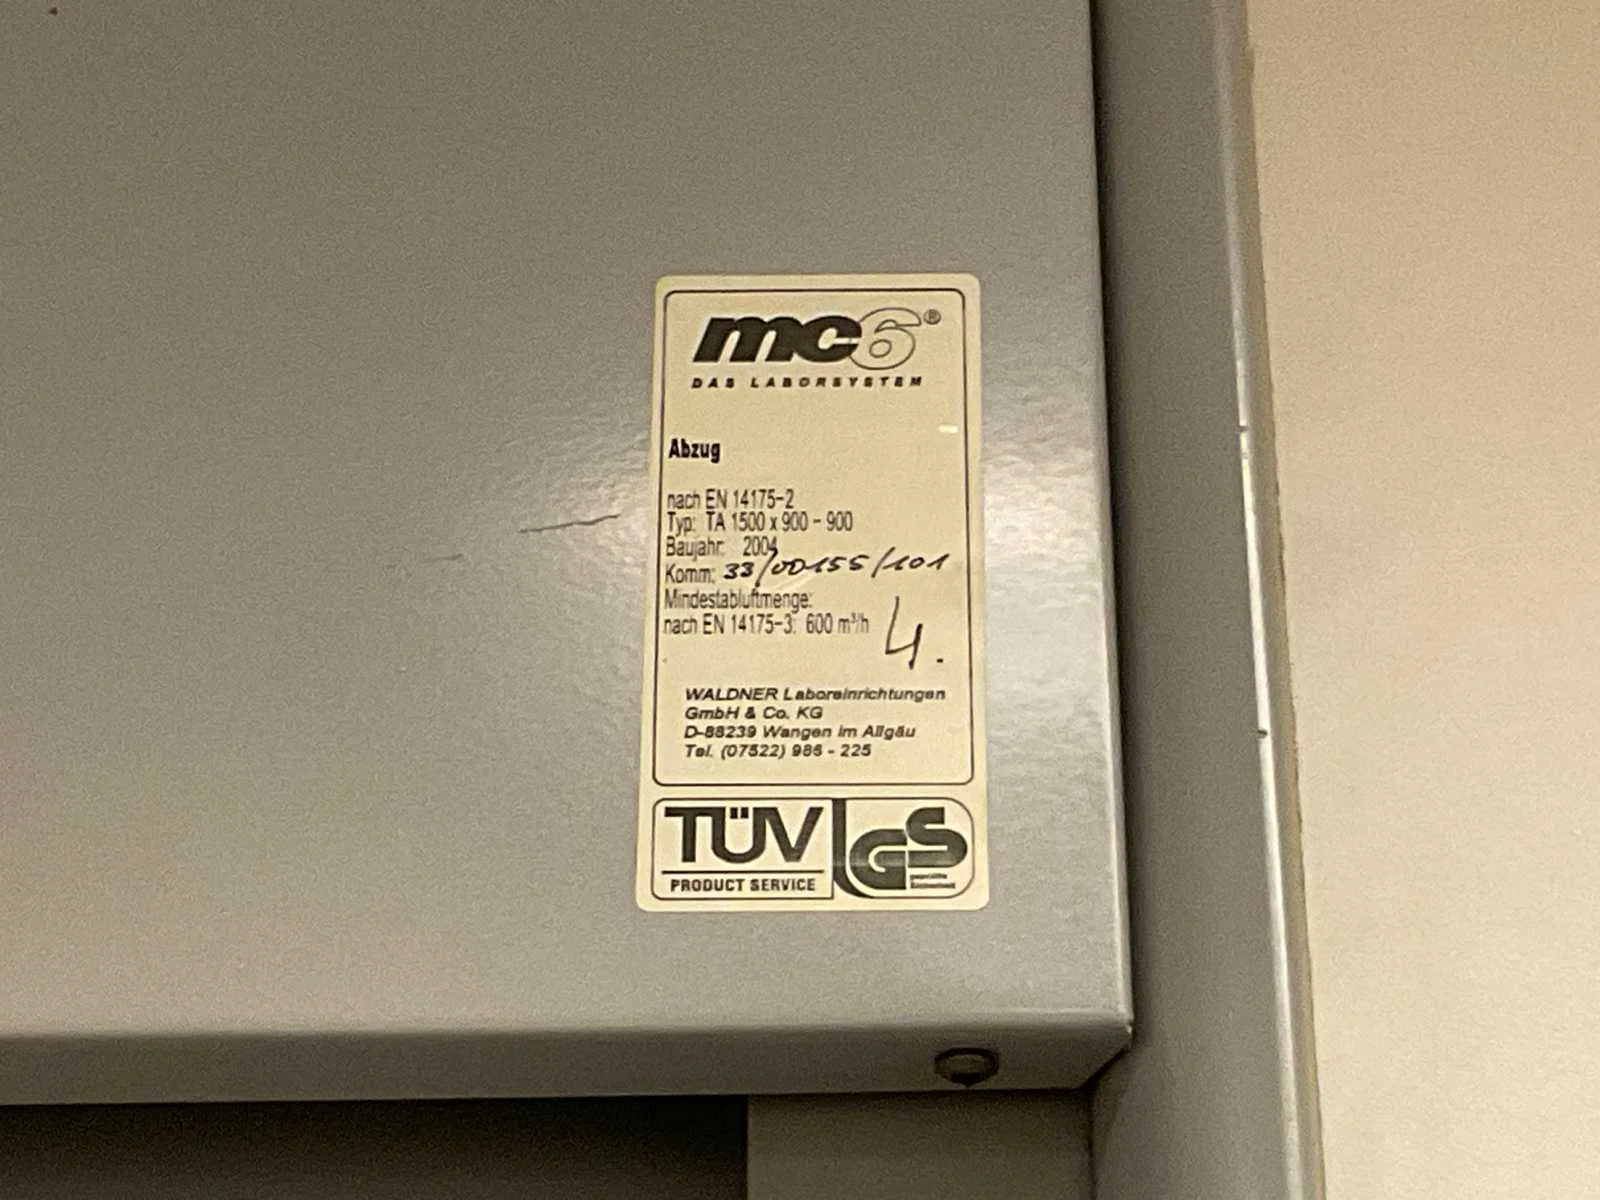 mc6®
DAS LABORSYSTEM
Abzug
nach EN 14175-2
Typ: TA 1500 x 900 - 900
Baujahr: 2004
Komm: 33/00155/101
Mindestabluftmenge:
nach EN 14175-3: 600 m³/h
4.
WALDNER Laboreinrichtungen
GmbH & Co. KG
D-88239 Wangen im Allgäu
Tel. (07522) 986 - 225
TÜV
PRODUCT SERVICE
GS
geprüfte
Sicherheit